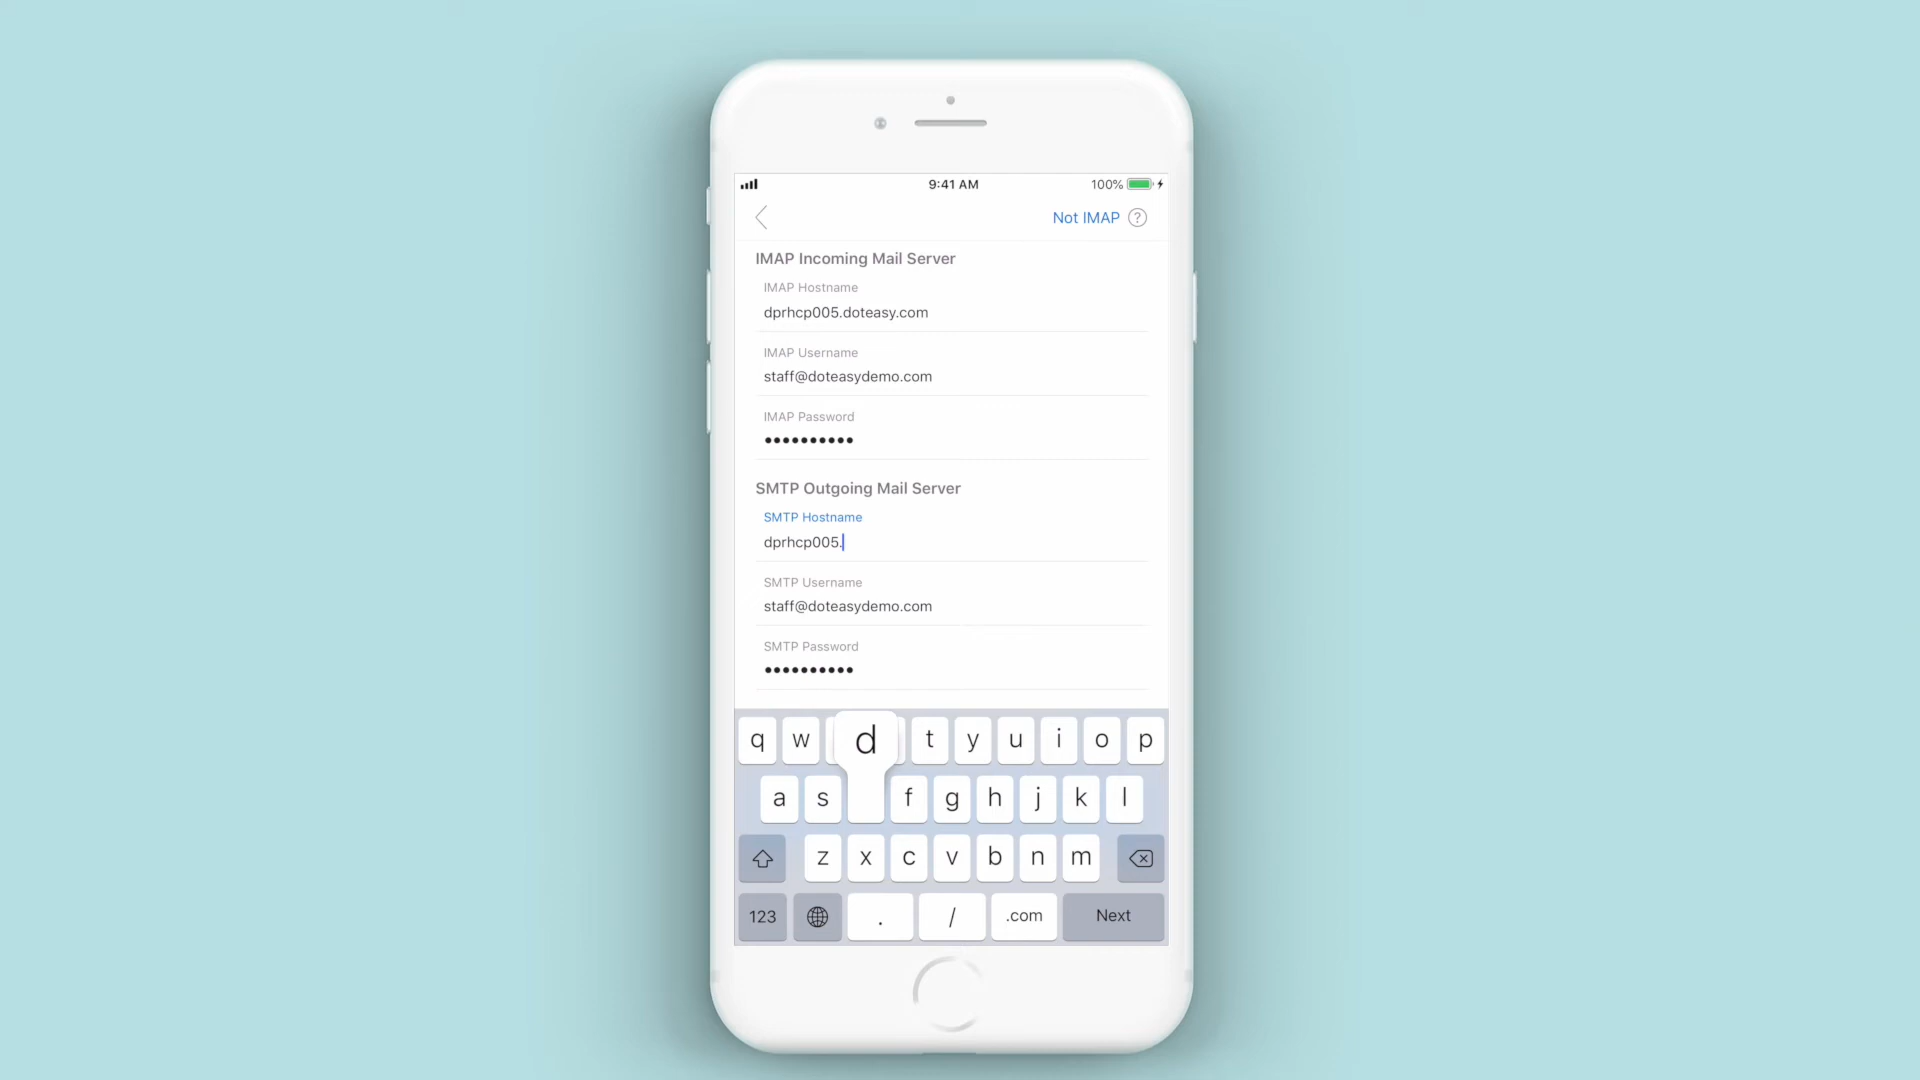 9:41 AM 100%
Not IMAP ?
IMAP Incoming Mail Server
IMAP Hostname
dprhcp005.doteasy.com
IMAP Username
staff@doteasydemo.com
IMAP Password
••••••••••
SMTP Outgoing Mail Server
SMTP Hostname
dprhcp005.
SMTP Username
staff@doteasydemo.com
SMTP Password
••••••••••
q w d t y u i o p
a s f g h j k l
z x c v b n m
123 . / .com Next